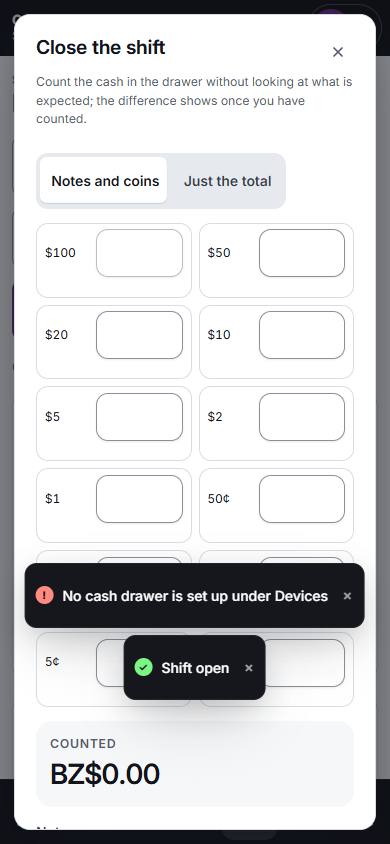 Close the shift
Count the cash in the drawer without looking at what is
expected; the difference shows once you have
counted.
Notes and coins
Just the total
$100
$50
$20
$10
$5
$2
$1
50¢
No cash drawer is set up under Devices
5¢
Shift open
COUNTED
BZ$0.00